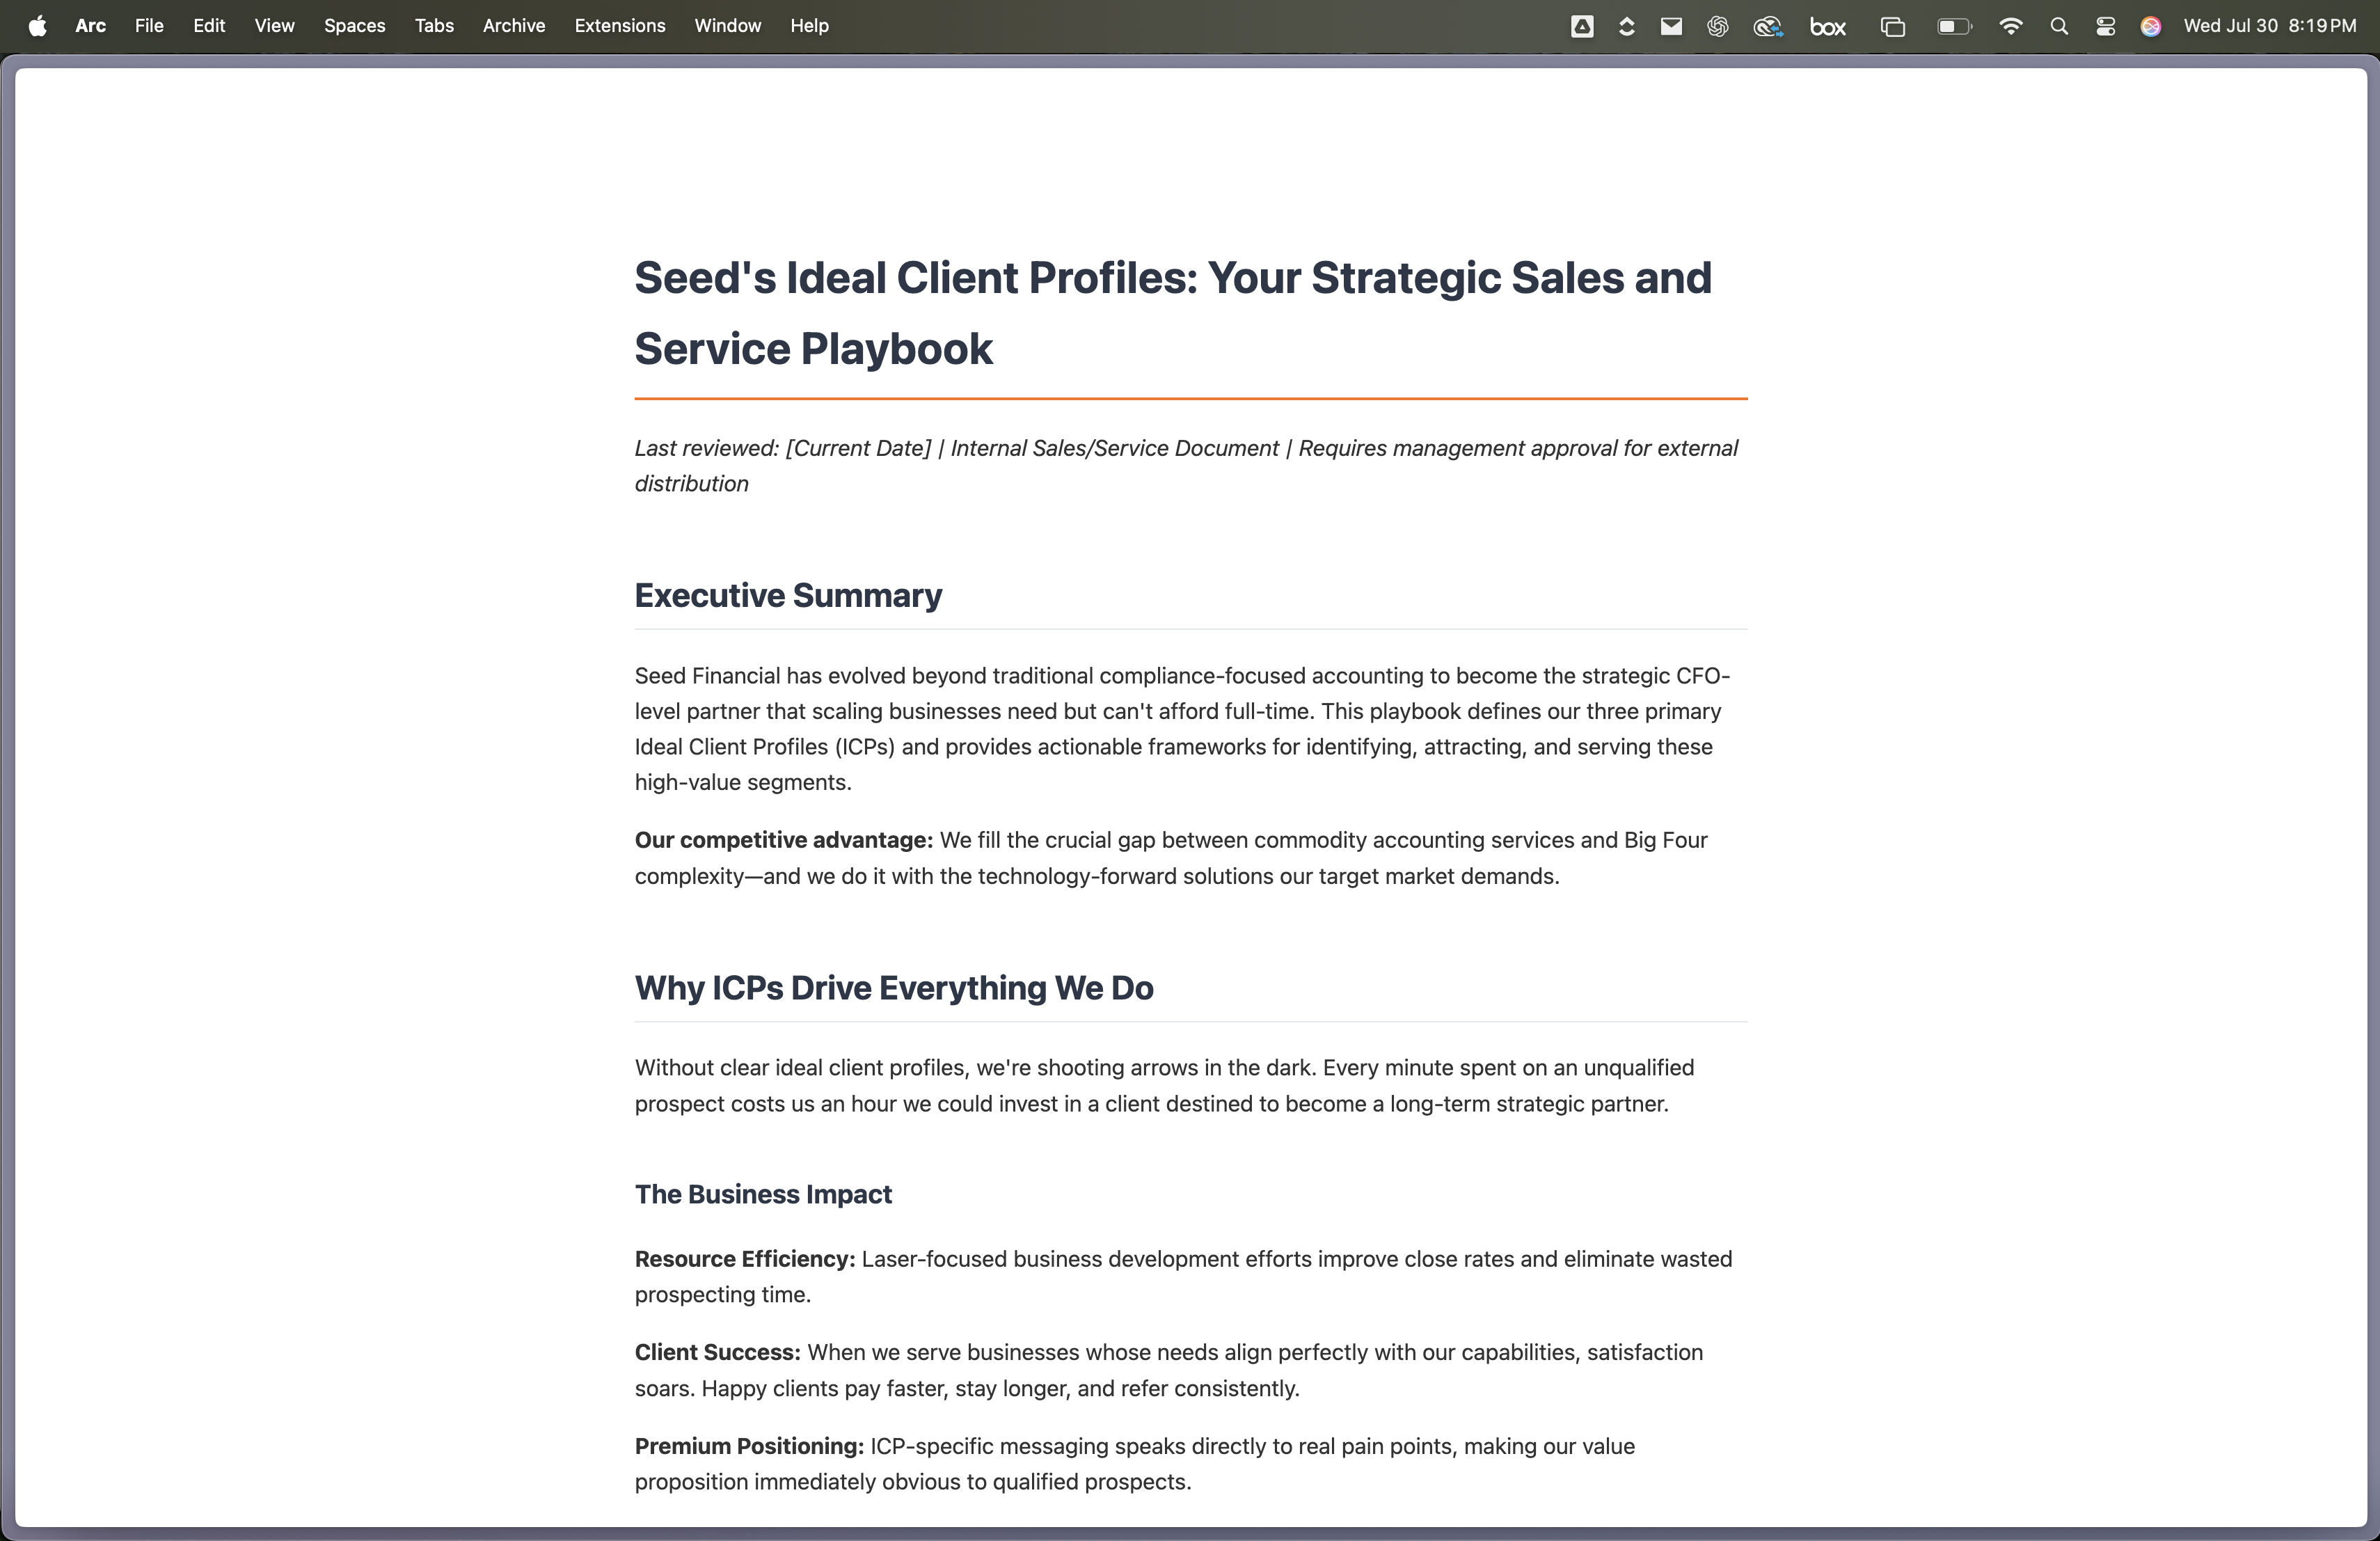 Arc File Edit View Spaces Tabs Archive Extensions Window Help box Wed Jul 30 8:19 PM
Seed's Ideal Client Profiles: Your Strategic Sales and
Service Playbook
Last reviewed: [Current Date] | Internal Sales/Service Document | Requires management approval for external
distribution
Executive Summary
Seed Financial has evolved beyond traditional compliance-focused accounting to become the strategic CFO-
level partner that scaling businesses need but can't afford full-time. This playbook defines our three primary
Ideal Client Profiles (ICPs) and provides actionable frameworks for identifying, attracting, and serving these
high-value segments.
Our competitive advantage: We fill the crucial gap between commodity accounting services and Big Four
complexity—and we do it with the technology-forward solutions our target market demands.
Why ICPs Drive Everything We Do
Without clear ideal client profiles, we're shooting arrows in the dark. Every minute spent on an unqualified
prospect costs us an hour we could invest in a client destined to become a long-term strategic partner.
The Business Impact
Resource Efficiency: Laser-focused business development efforts improve close rates and eliminate wasted
prospecting time.
Client Success: When we serve businesses whose needs align perfectly with our capabilities, satisfaction
soars. Happy clients pay faster, stay longer, and refer consistently.
Premium Positioning: ICP-specific messaging speaks directly to real pain points, making our value
proposition immediately obvious to qualified prospects.